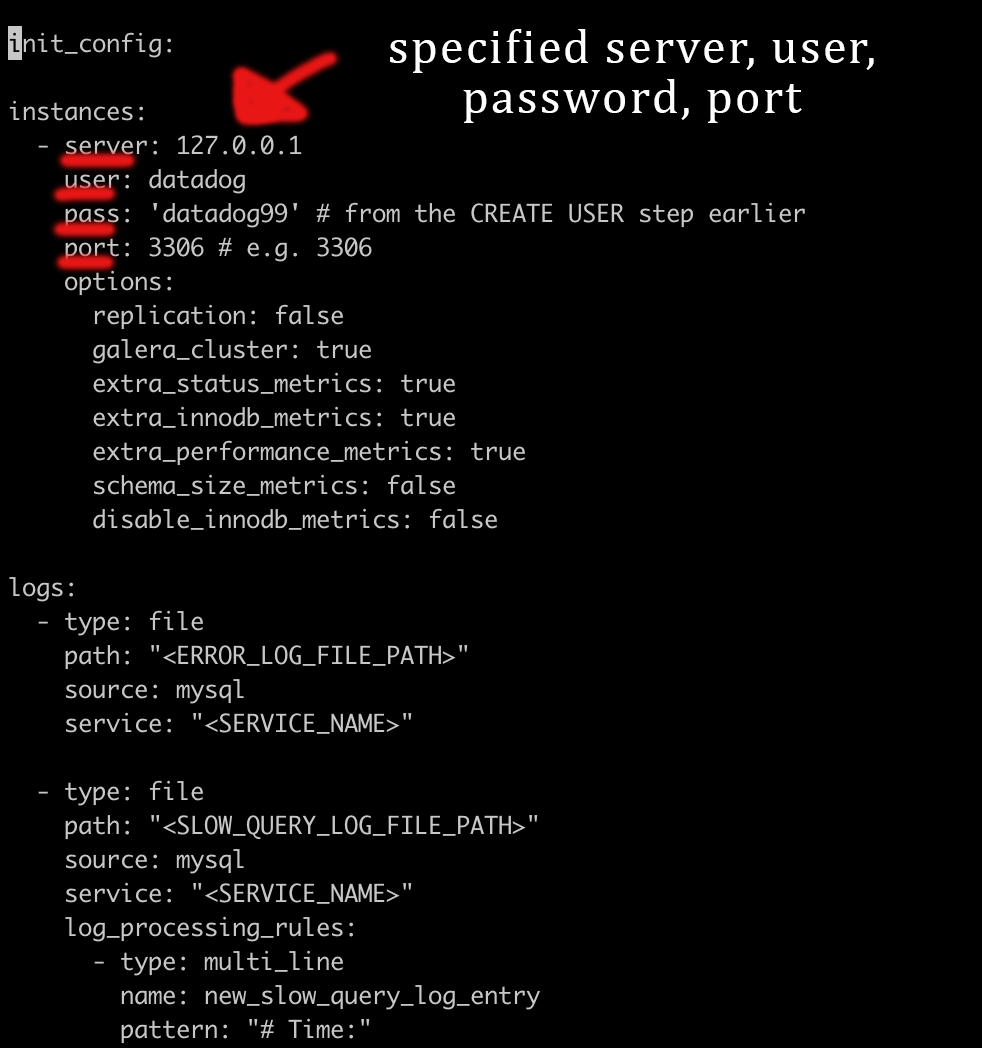 init_config:
specified server, user,
password, port
instances:
- server: 127.0.0.1
user: datadog
pass: 'datadog99' # from the CREATE USER step earlier
port: 3306 # e.g. 3306
options:
replication: false
galera_cluster: true
extra_status_metrics: true
extra_innodb_metrics: true
extra_performance_metrics: true
schema_size_metrics: false
disable_innodb_metrics: false
logs:
- type: file
path: "<ERROR_LOG_FILE_PATH>"
source: mysql
service: "<SERVICE_NAME>"
- type: file
path: "<SLOW_QUERY_LOG_FILE_PATH>"
source: mysql
service: "<SERVICE_NAME>"
log_processing_rules:
- type: multi_line
name: new_slow_query_log_entry
pattern: "# Time:"